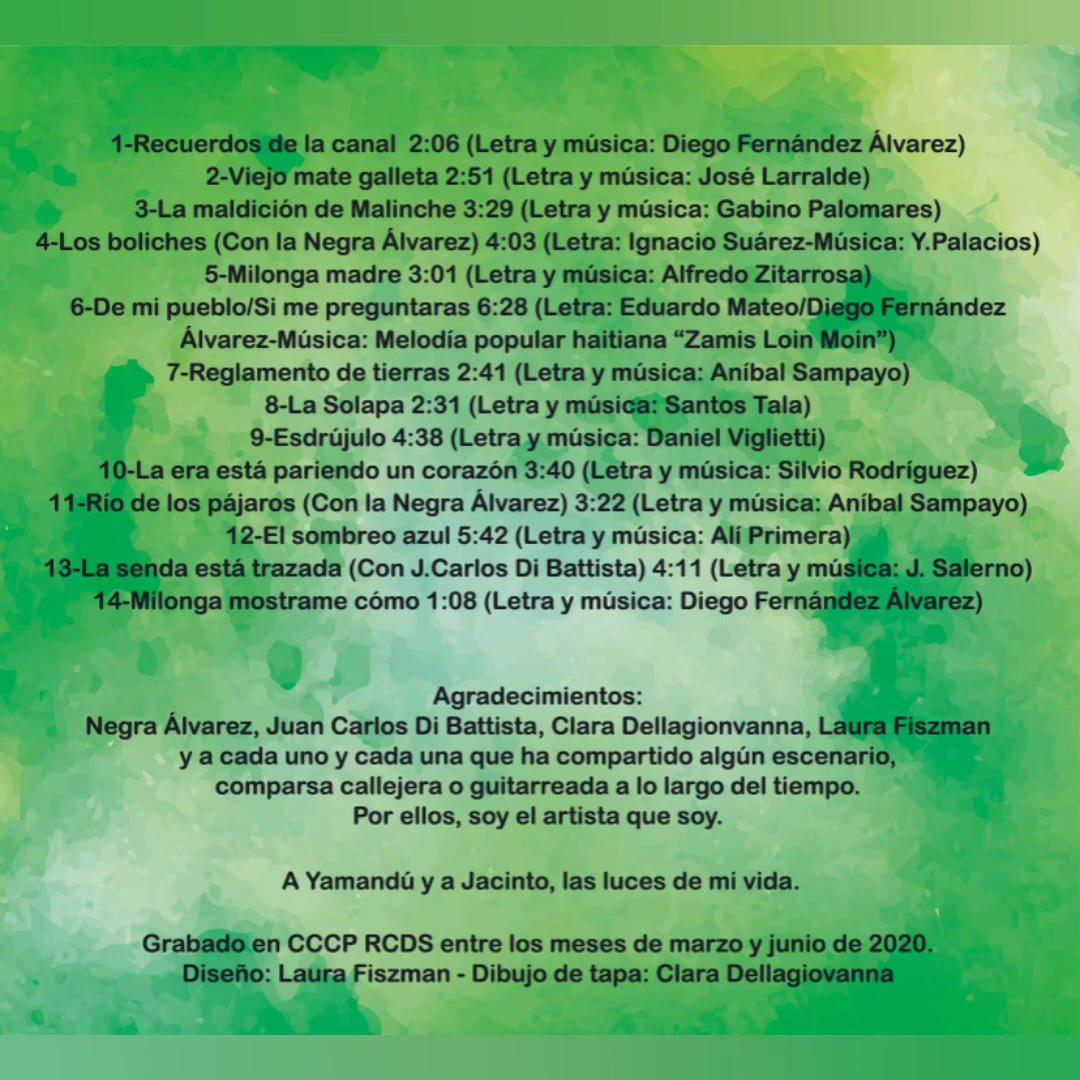 1-Recuerdos de la canal  2:06 (Letra y música: Diego Fernández Álvarez)
2-Viejo mate galleta 2:51 (Letra y música: José Larralde)
3-La maldición de Malinche 3:29 (Letra y música: Gabino Palomares)
4-Los boliches (Con la Negra Álvarez) 4:03 (Letra: Ignacio Suárez-Música: Y.Palacios)
5-Milonga madre 3:01 (Letra y música: Alfredo Zitarrosa)
6-De mi pueblo/Si me preguntaras 6:28 (Letra: Eduardo Mateo/Diego Fernández
Álvarez-Música: Melodía popular haitiana “Zamis Loin Moin”)
7-Reglamento de tierras 2:41 (Letra y música: Aníbal Sampayo)
8-La Solapa 2:31 (Letra y música: Santos Tala)
9-Esdrújulo 4:38 (Letra y música: Daniel Viglietti)
10-La era está pariendo un corazón 3:40 (Letra y música: Silvio Rodríguez)
11-Río de los pájaros (Con la Negra Álvarez) 3:22 (Letra y música: Aníbal Sampayo)
12-El sombreo azul 5:42 (Letra y música: Alí Primera)
13-La senda está trazada (Con J.Carlos Di Battista) 4:11 (Letra y música: J. Salerno)
14-Milonga mostrame cómo 1:08 (Letra y música: Diego Fernández Álvarez)
Agradecimientos:
Negra Álvarez, Juan Carlos Di Battista, Clara Dellagionvanna, Laura Fiszman
y a cada uno y cada una que ha compartido algún escenario,
comparsa callejera o guitarreada a lo largo del tiempo.
Por ellos, soy el artista que soy.
A Yamandú y a Jacinto, las luces de mi vida.
Grabado en CCCP RCDS entre los meses de marzo y junio de 2020.
Diseño: Laura Fiszman - Dibujo de tapa: Clara Dellagiovanna